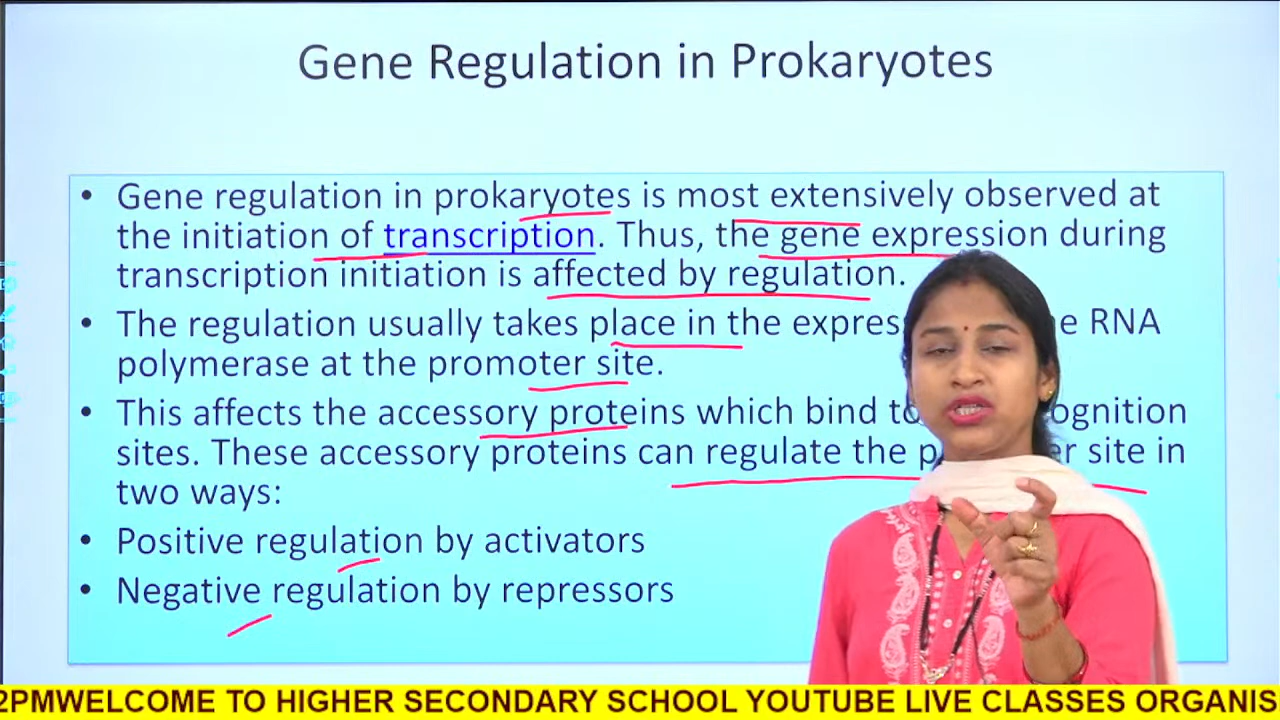 Gene Regulation in Prokaryotes
• Gene regulation in prokaryotes is most extensively observed at
the initiation of transcription. Thus, the gene expression during
transcription initiation is affected by regulation.
• The regulation usually takes place in the RNA
polymerase at the promoter site.
• This affects the accessory proteins which bind
sites. These accessory proteins can regulate the site in
two ways:
• Positive regulation by activators
• Negative regulation by repressors
2PMWELCOME TO HIGHER SECONDARY SCHOOL YOUTUBE LIVE CLASSES ORGANIS